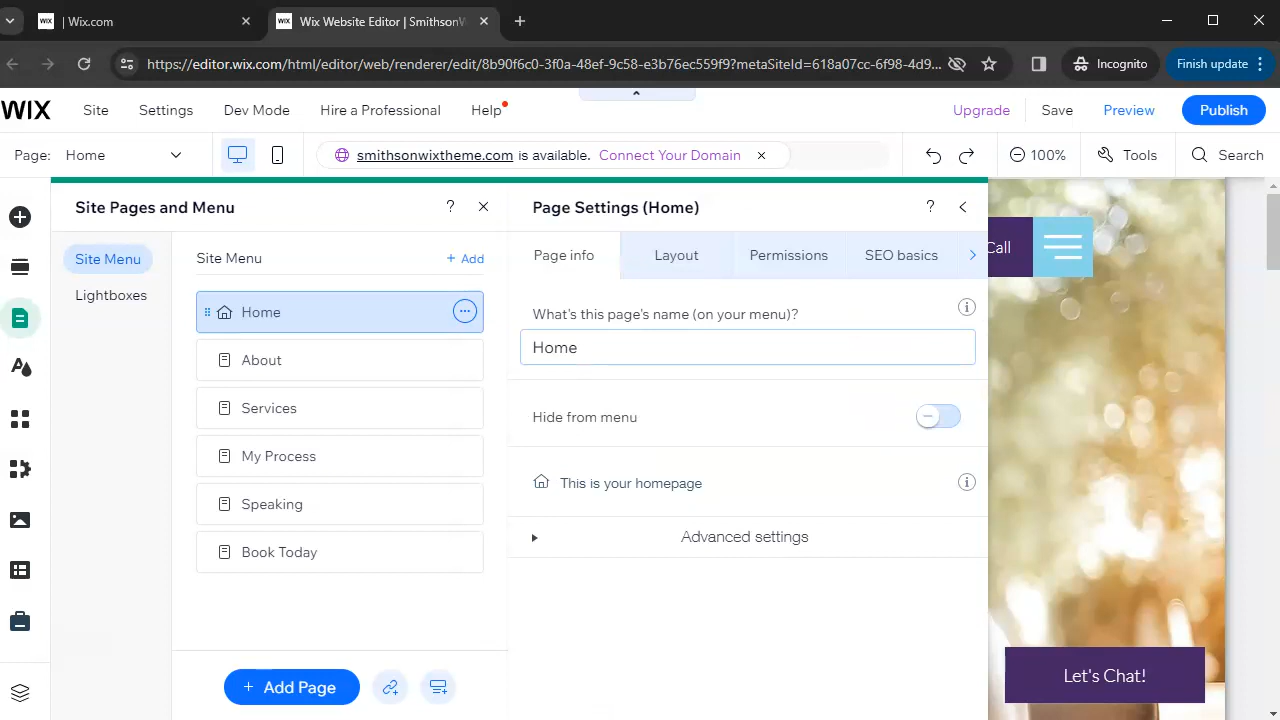 WIX | Wix.com
WIX Wix Website Editor | SmithsonW
https://editor.wix.com/html/editor/web/renderer/edit/8b90f6c0-3f0a-48ef-9c58-e3b76ec559f9?metaSiteId=618a07cc-6f98-4d9...
Incognito
Finish update
WIX
Site
Settings
Dev Mode
Hire a Professional
Help
Upgrade
Save
Preview
Publish
Page: Home
smithsonwixtheme.com is available. Connect Your Domain
100%
Tools
Search
Site Pages and Menu
?
Page Settings (Home)
?
Site Menu
Lightboxes
Site Menu
+ Add
Home
About
Services
My Process
Speaking
Book Today
+ Add Page
Page info
Layout
Permissions
SEO basics
What's this page's name (on your menu)?
Home
Hide from menu
This is your homepage
Advanced settings
Call
Let's Chat!